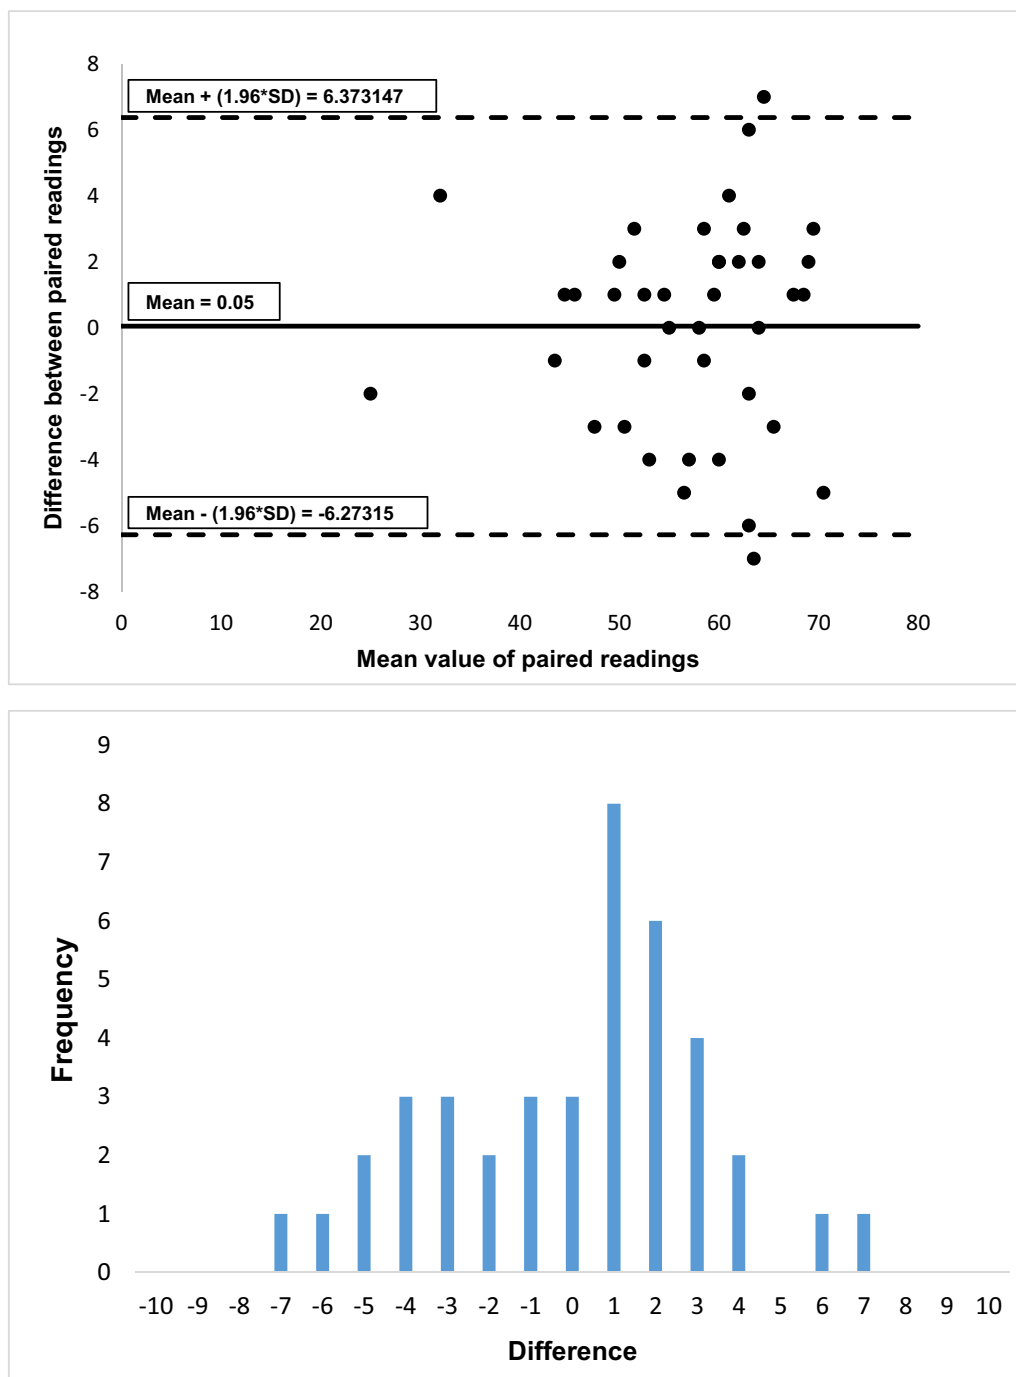 8
Mean + (1.96*SD) = 6.373147
6
4
2
Mean = 0.05
0
-2
-4
Mean - (1.96*SD) = -6.27315
-6
-8
Difference between paired readings
0 10 20 30 40 50 60 70 80
Mean value of paired readings
9
8
7
6
5
4
3
2
1
0
Frequency
-10 -9 -8 -7 -6 -5 -4 -3 -2 -1 0 1 2 3 4 5 6 7 8 9 10
Difference